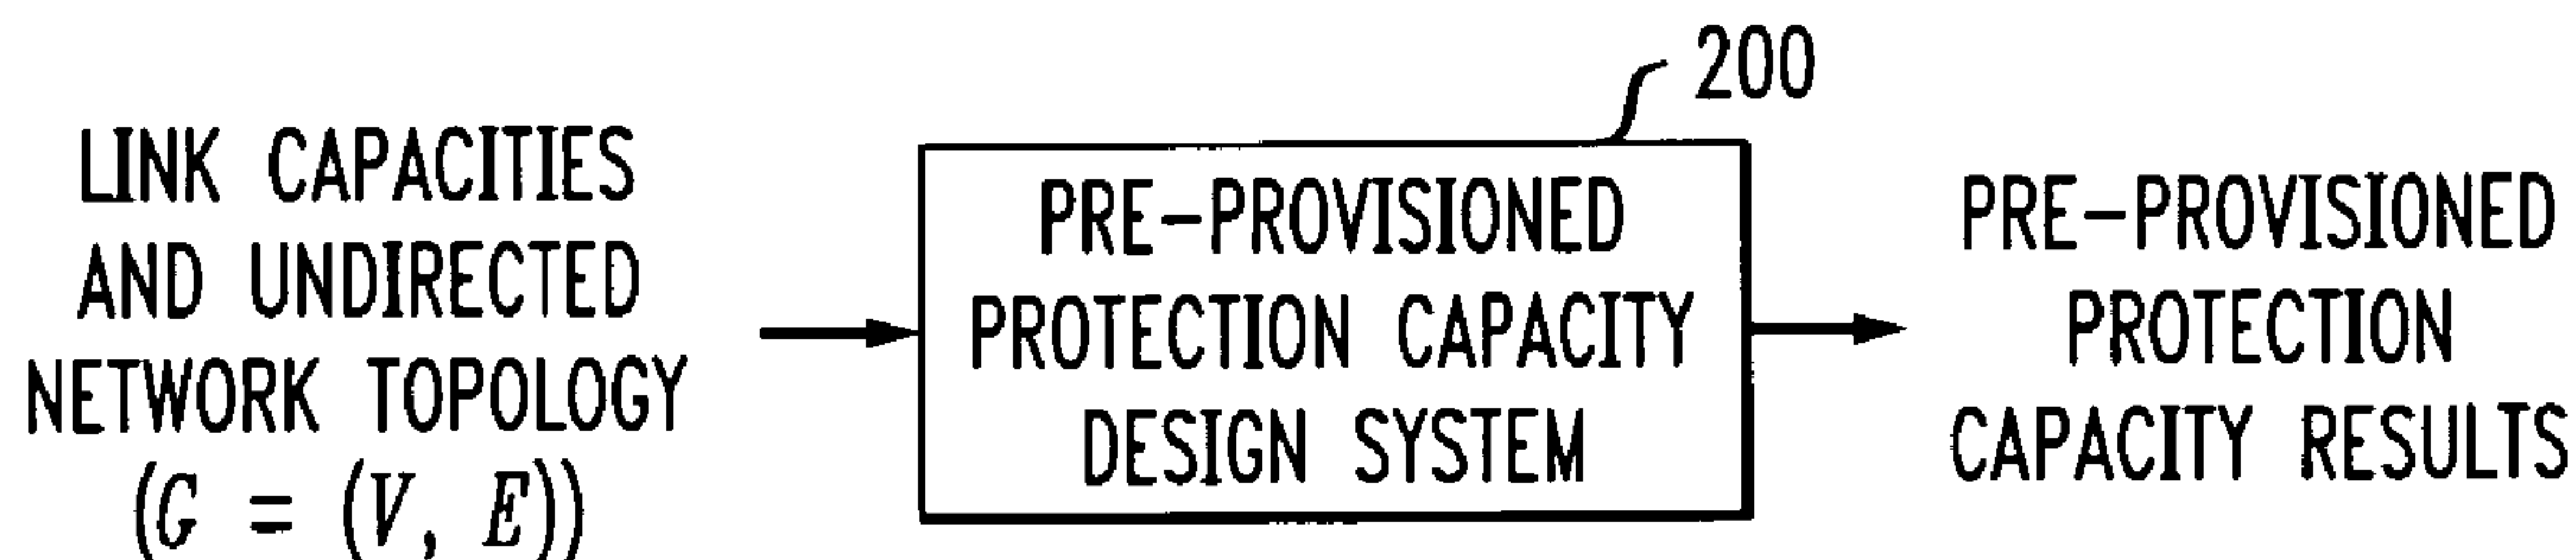 200
LINK CAPACITIES
AND UNDIRECTED
NETWORK TOPOLOGY
(G = (V, E))
PRE-PROVISIONED
PROTECTION CAPACITY
DESIGN SYSTEM
PRE-PROVISIONED
PROTECTION
CAPACITY RESULTS